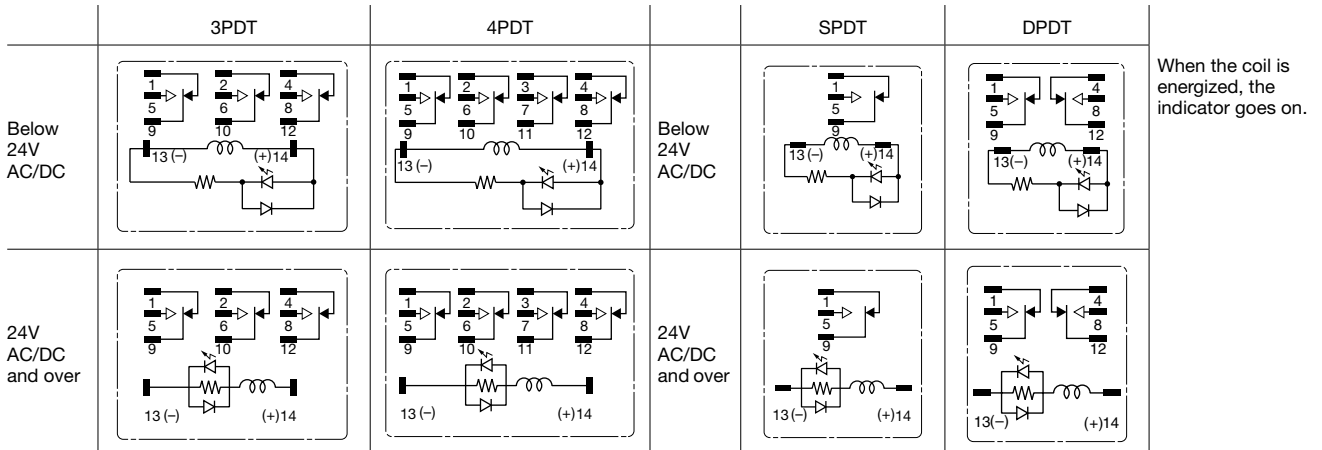 3PDT 4PDT SPDT DPDT
Below
24V
AC/DC
1 2 4
5 6 8
9 10 12
13 (–) (+)14
1 2 3 4
5 6 7 8
9 10 11 12
13 (–) (+)14
Below
24V
AC/DC
1
5
9
13 (–) (+)14
1 4
5 8
9 12
13(–) (+)14
When the coil is
energized, the
indicator goes on.
24V
AC/DC
and over
1 2 4
5 6 8
9 10 12
13 (–) (+)14
1 2 3 4
5 6 7 8
9 10 11 12
13 (–) (+)14
24V
AC/DC
and over
1
5
9
13 (–) (+)14
1 4
5 8
9 12
13(–) (+)14